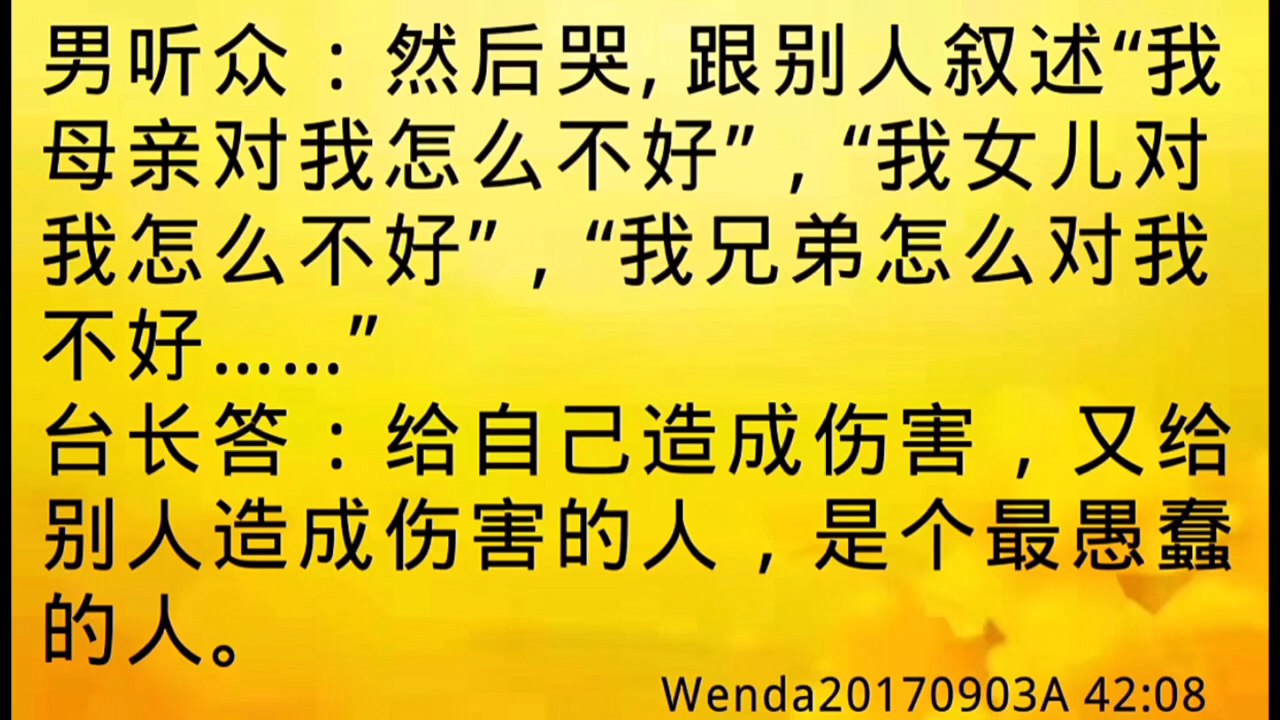 男听众：然后哭, 跟别人叙述“我
母亲对我怎么不好”，“我女儿对
我怎么不好”，“我兄弟怎么对我
不好……”
台长答：给自己造成伤害，又给
别人造成伤害的人，是个最愚蠢
的人。
Wenda20170903A 42:08